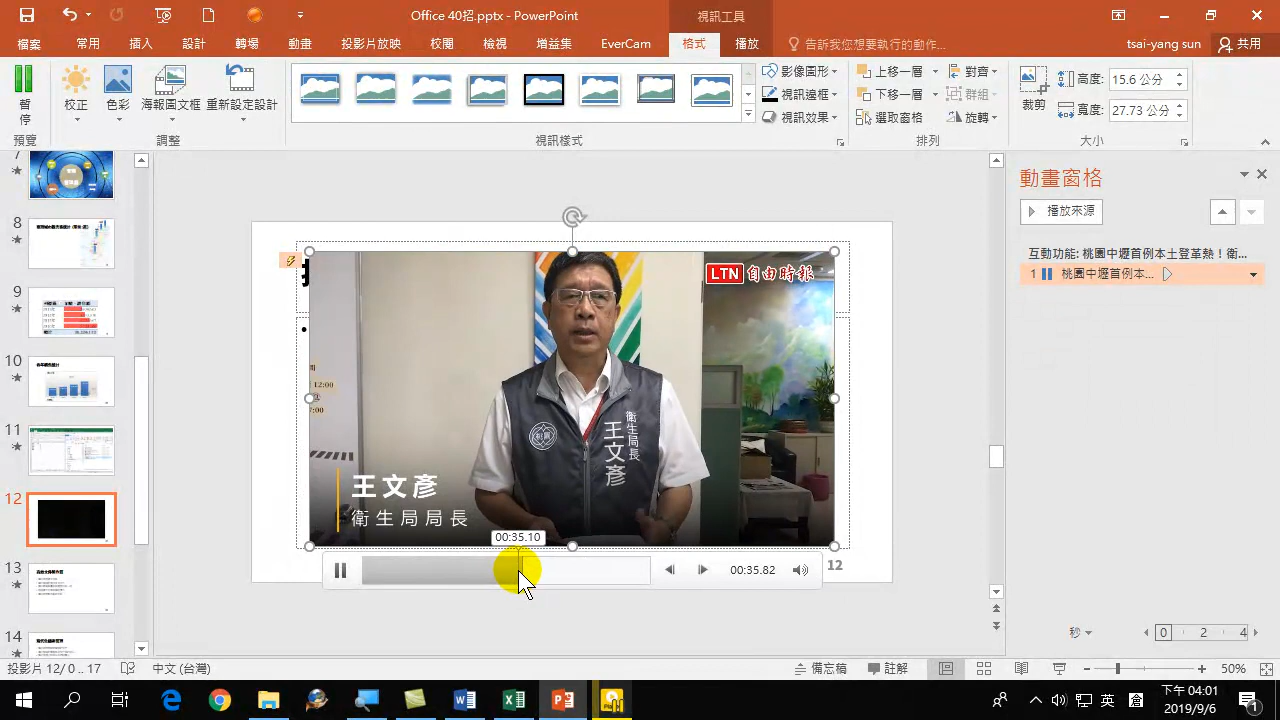 Office 40招.pptx - PowerPoint
視訊工具
檔案 常用 插入 設計 轉場 動畫 投影片放映 校閱 檢視 增益集 EverCam 格式 播放 告訴我您想要執行的動作... tsai-yang sun 共用
暫停
校正 色彩 海報圖文框 重新設定設計
影像圖形
視訊邊框
視訊效果
上移一層 對齊
下移一層 群組
選取窗格 旋轉
裁剪
高度: 15.6 公分
寬度: 27.73 公分
預覽 調整 視訊樣式 排列 大小
7
8
9
10
11
12
13
14
LTN 自由時報
12:00
衛生局長
王文彥
王文彥
衛生局局長
00:35.10
00:35.82
12
動畫窗格
播放來源
互動功能: 桃園中壢首例本土登革熱！衛...
1 桃園中壢首例本...
秒 0 2 4
投影片 12/0 .. 17 中文 (台灣) 備忘稿 註解 50%
英
下午 04:01
2019/9/6
1